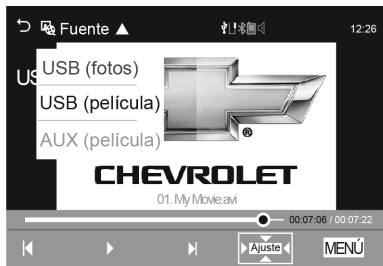 Fuente ▲ 12:26
US
USB (fotos)
USB (película)
AUX (película)
®
CHEVROLET
01. My Movie.avi
00:07:06 / 00:07:22
Ajuste MENÚ